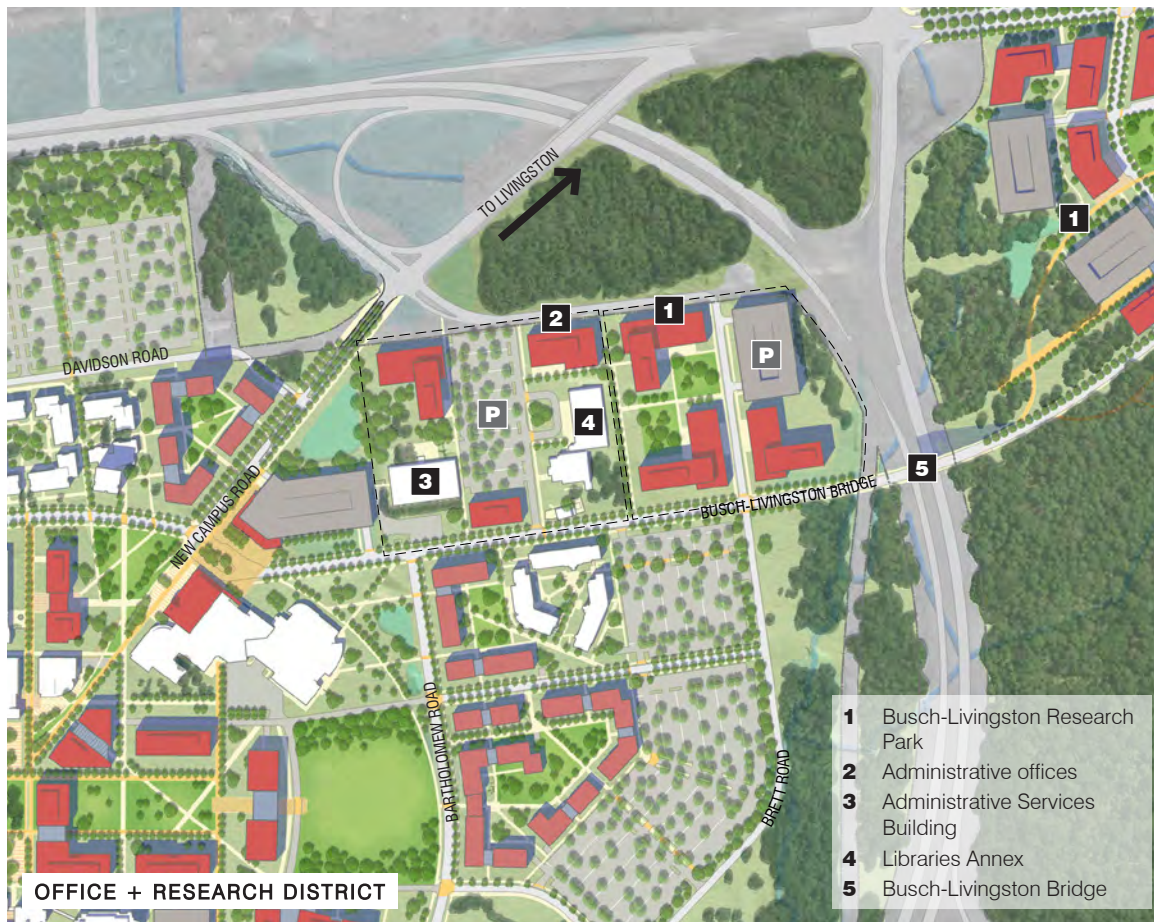 TO LIVINGSTON
1
2
1
DAVIDSON ROAD
P
P
4
3
5
BUSCH-LIVINGSTON BRIDGE
NEW CAMPUS ROAD
BARTHOLOMEW ROAD
BRETT ROAD
1 Busch-Livingston Research
Park
2 Administrative offices
3 Administrative Services
Building
4 Libraries Annex
5 Busch-Livingston Bridge
OFFICE + RESEARCH DISTRICT